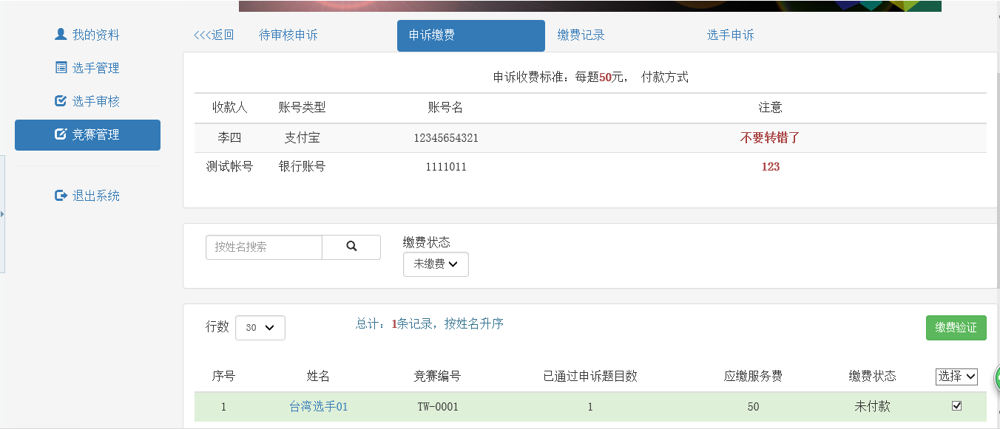 我的资料
选手管理
选手审核
竞赛管理
退出系统
<<<返回 待审核申诉 申诉缴费 缴费记录 选手申诉
申诉收费标准：每题50元， 付款方式
收款人 账号类型 账号名 注意
李四 支付宝 12345654321 不要转错了
测试帐号 银行账号 1111011 123
按姓名搜索
缴费状态
未缴费
行数 30 总计：1条记录，按姓名升序 缴费验证
序号 姓名 竞赛编号 已通过申诉题目数 应缴服务费 缴费状态 选择
1 台湾选手01 TW-0001 1 50 未付款